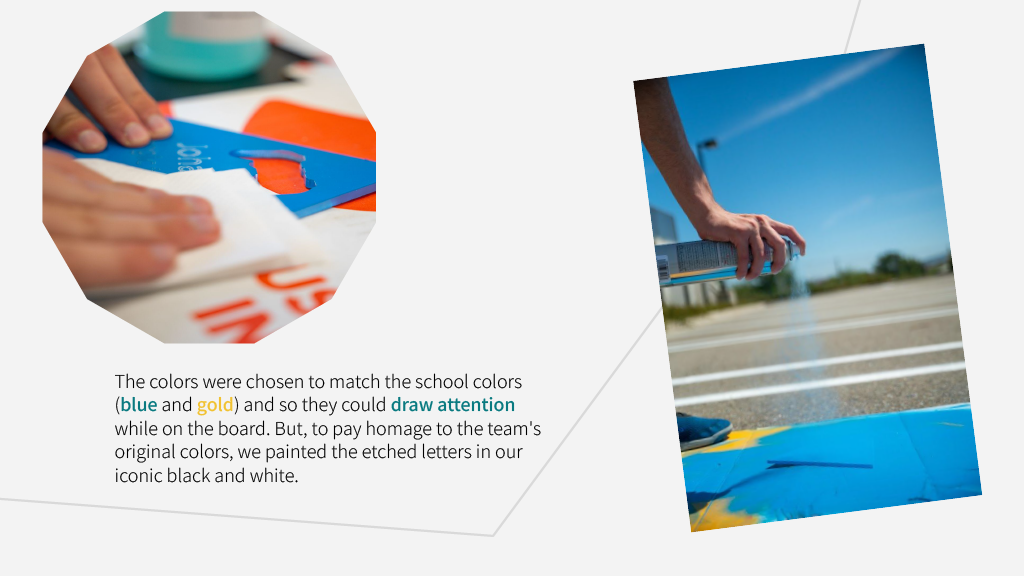 US
IN
The colors were chosen to match the school colors
(blue and gold) and so they could draw attention
while on the board. But, to pay homage to the team's
original colors, we painted the etched letters in our
iconic black and white.